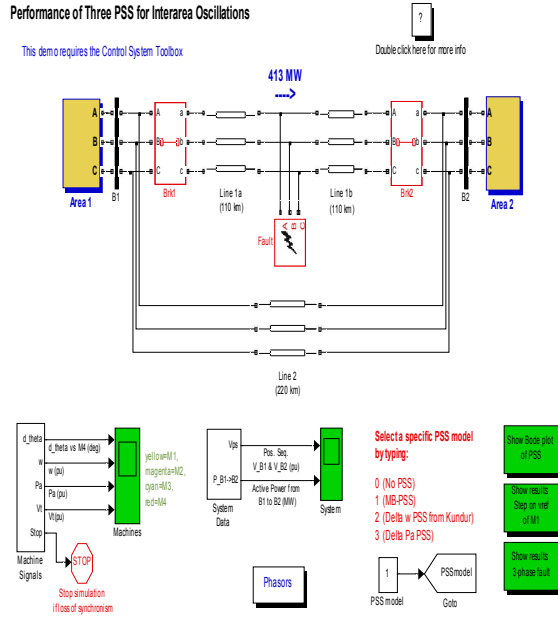 Performance of Three PSS for Interarea Oscillations
?
This demo requires the Control System Toolbox
Double click here for more info
413 MW
---->
A
B
C
A
B
C
a
b
c
A
B
C
a
b
c
A
B
C
Area 1
B1
Brk1
Line 1a
(110 km)
Line 1b
(110 km)
Brk2
B2
Area 2
Fault
A
B
C
Line 2
(220 km)
d_theta
w
Pa
Vt
Stop
d_theta vs M4 (deg)
w (pu)
Pa (pu)
Vt(pu)
Machine
Signals
Machines
yellow=M1,
magenta=M2,
cyan=M3,
red=M4
STOP
Stop simulation
if loss of synchronism
Vps
P_B1->B2
System
Data
Pos. Seq.
V_B1 & V_B2 (pu)
Active Power from
B1 to B2 (MW)
System
Phasors
Select a specific PSS model
by typing:
0 (No PSS)
1 (MB-PSS)
2 (Delta w PSS from Kundur)
3 (Delta Pa PSS)
1
PSS model
PSSmodel
Goto
Show Bode plot
of PSS
Show results
Step on vref
of M1
Show results
3-phase fault